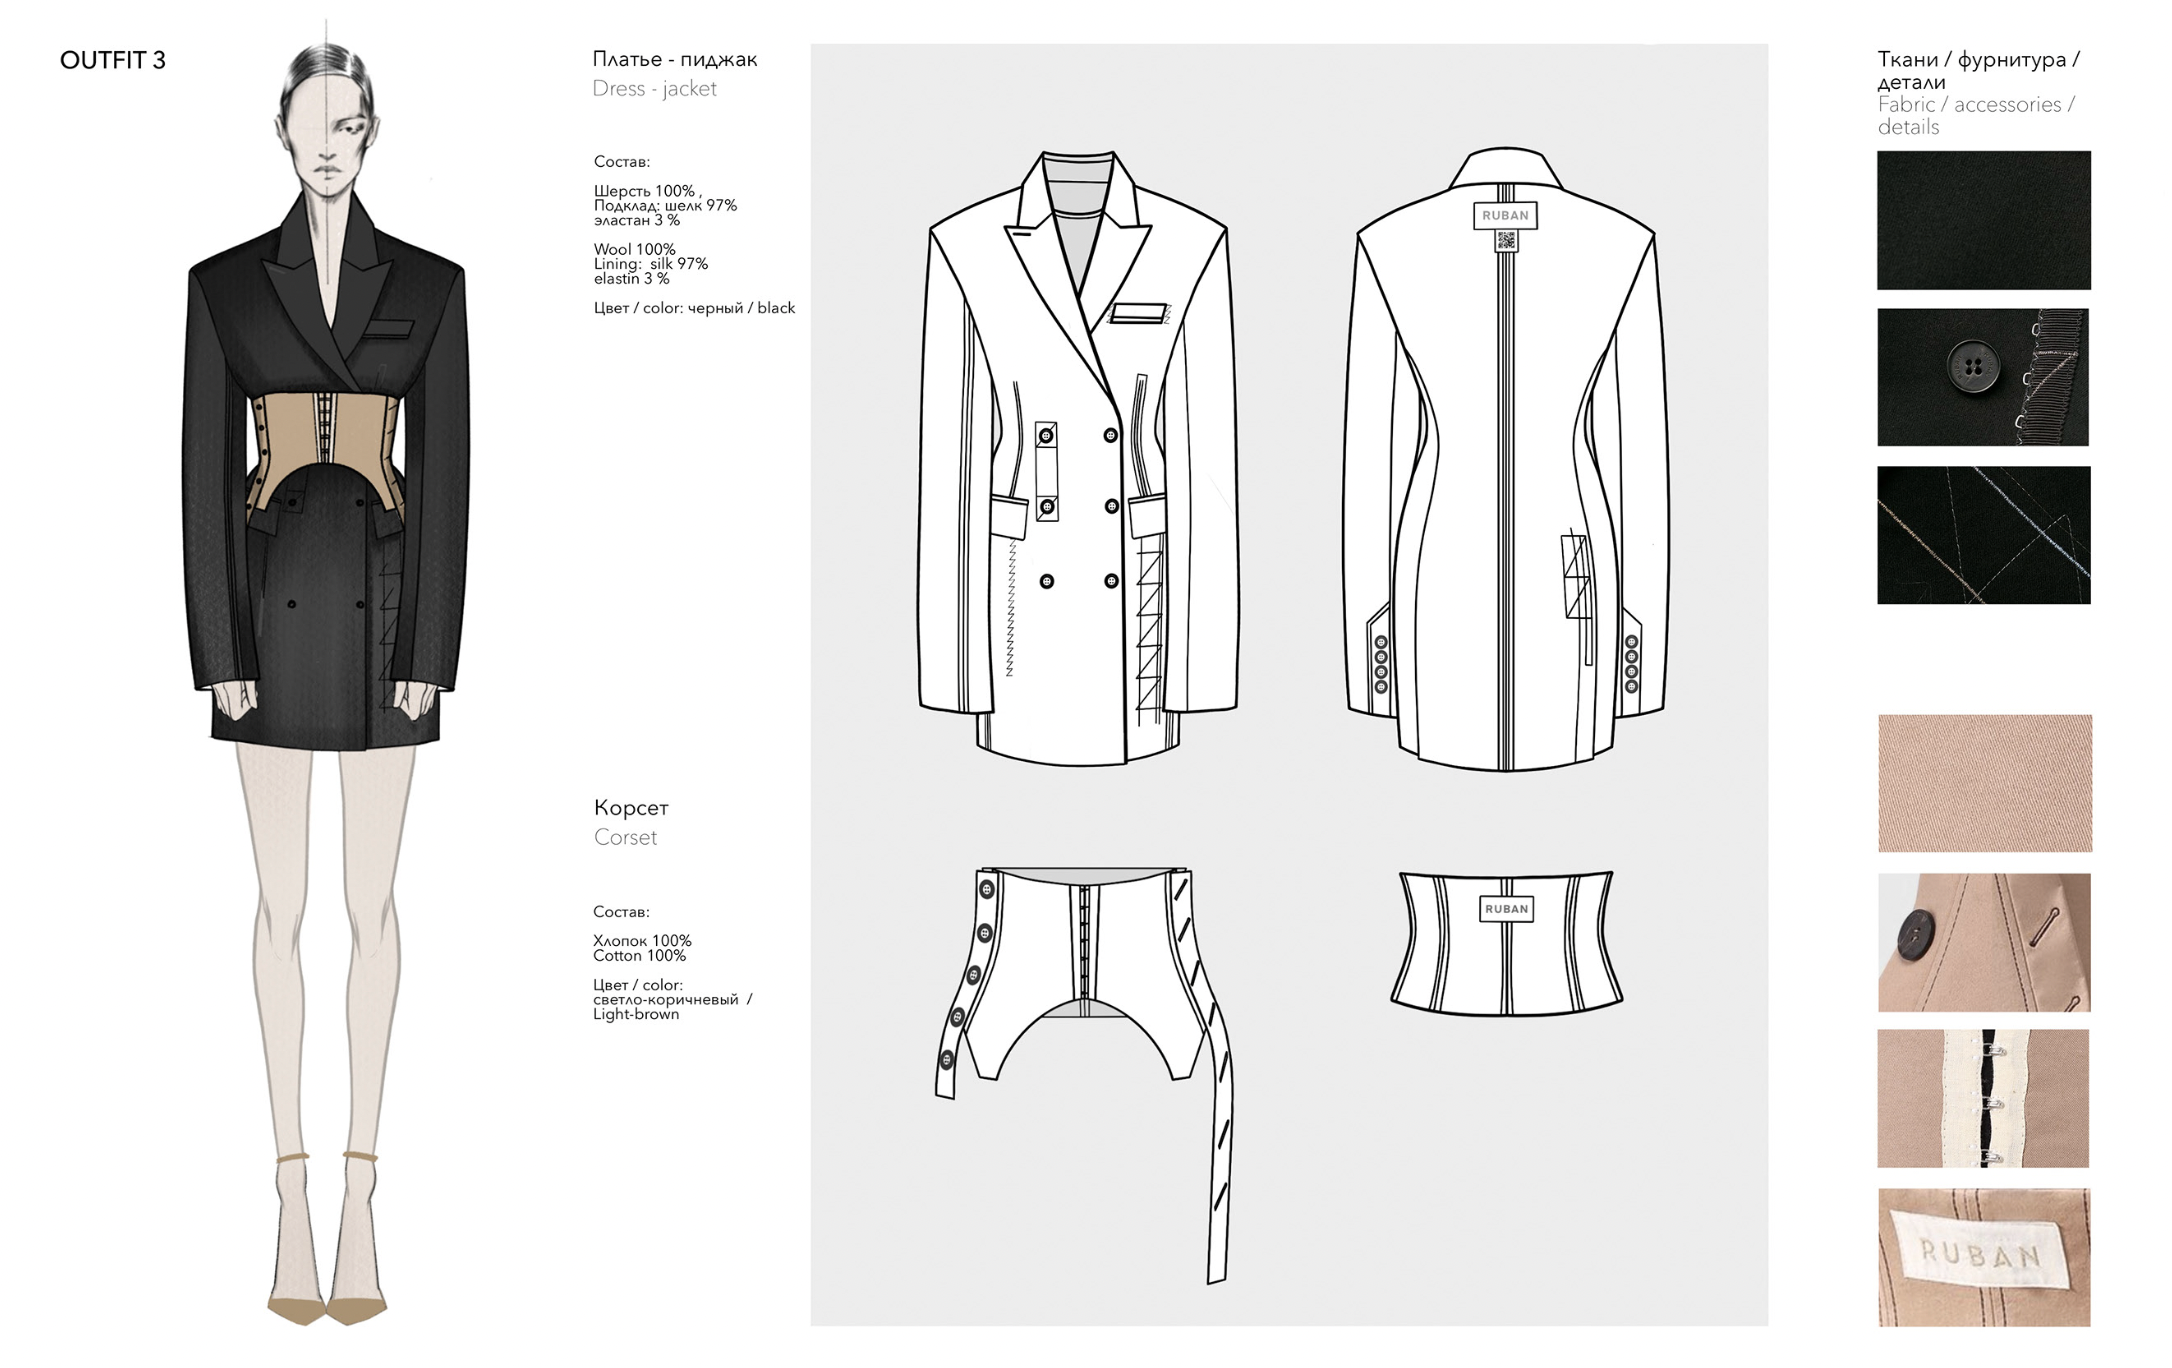 OUTFIT 3
Платье - пиджак
Dress - jacket
Состав:
Шерсть 100% ,
Подклад: шелк 97%
эластан 3 %
Wool 100%
Lining: silk 97%
elastin 3 %
Цвет / color: черный / black
RUBAN
Корсет
Corset
Состав:
Хлопок 100%
Cotton 100%
Цвет / color:
светло-коричневый /
Light-brown
RUBAN
Ткани / фурнитура /
детали
Fabric / accessories /
details
RUBAN